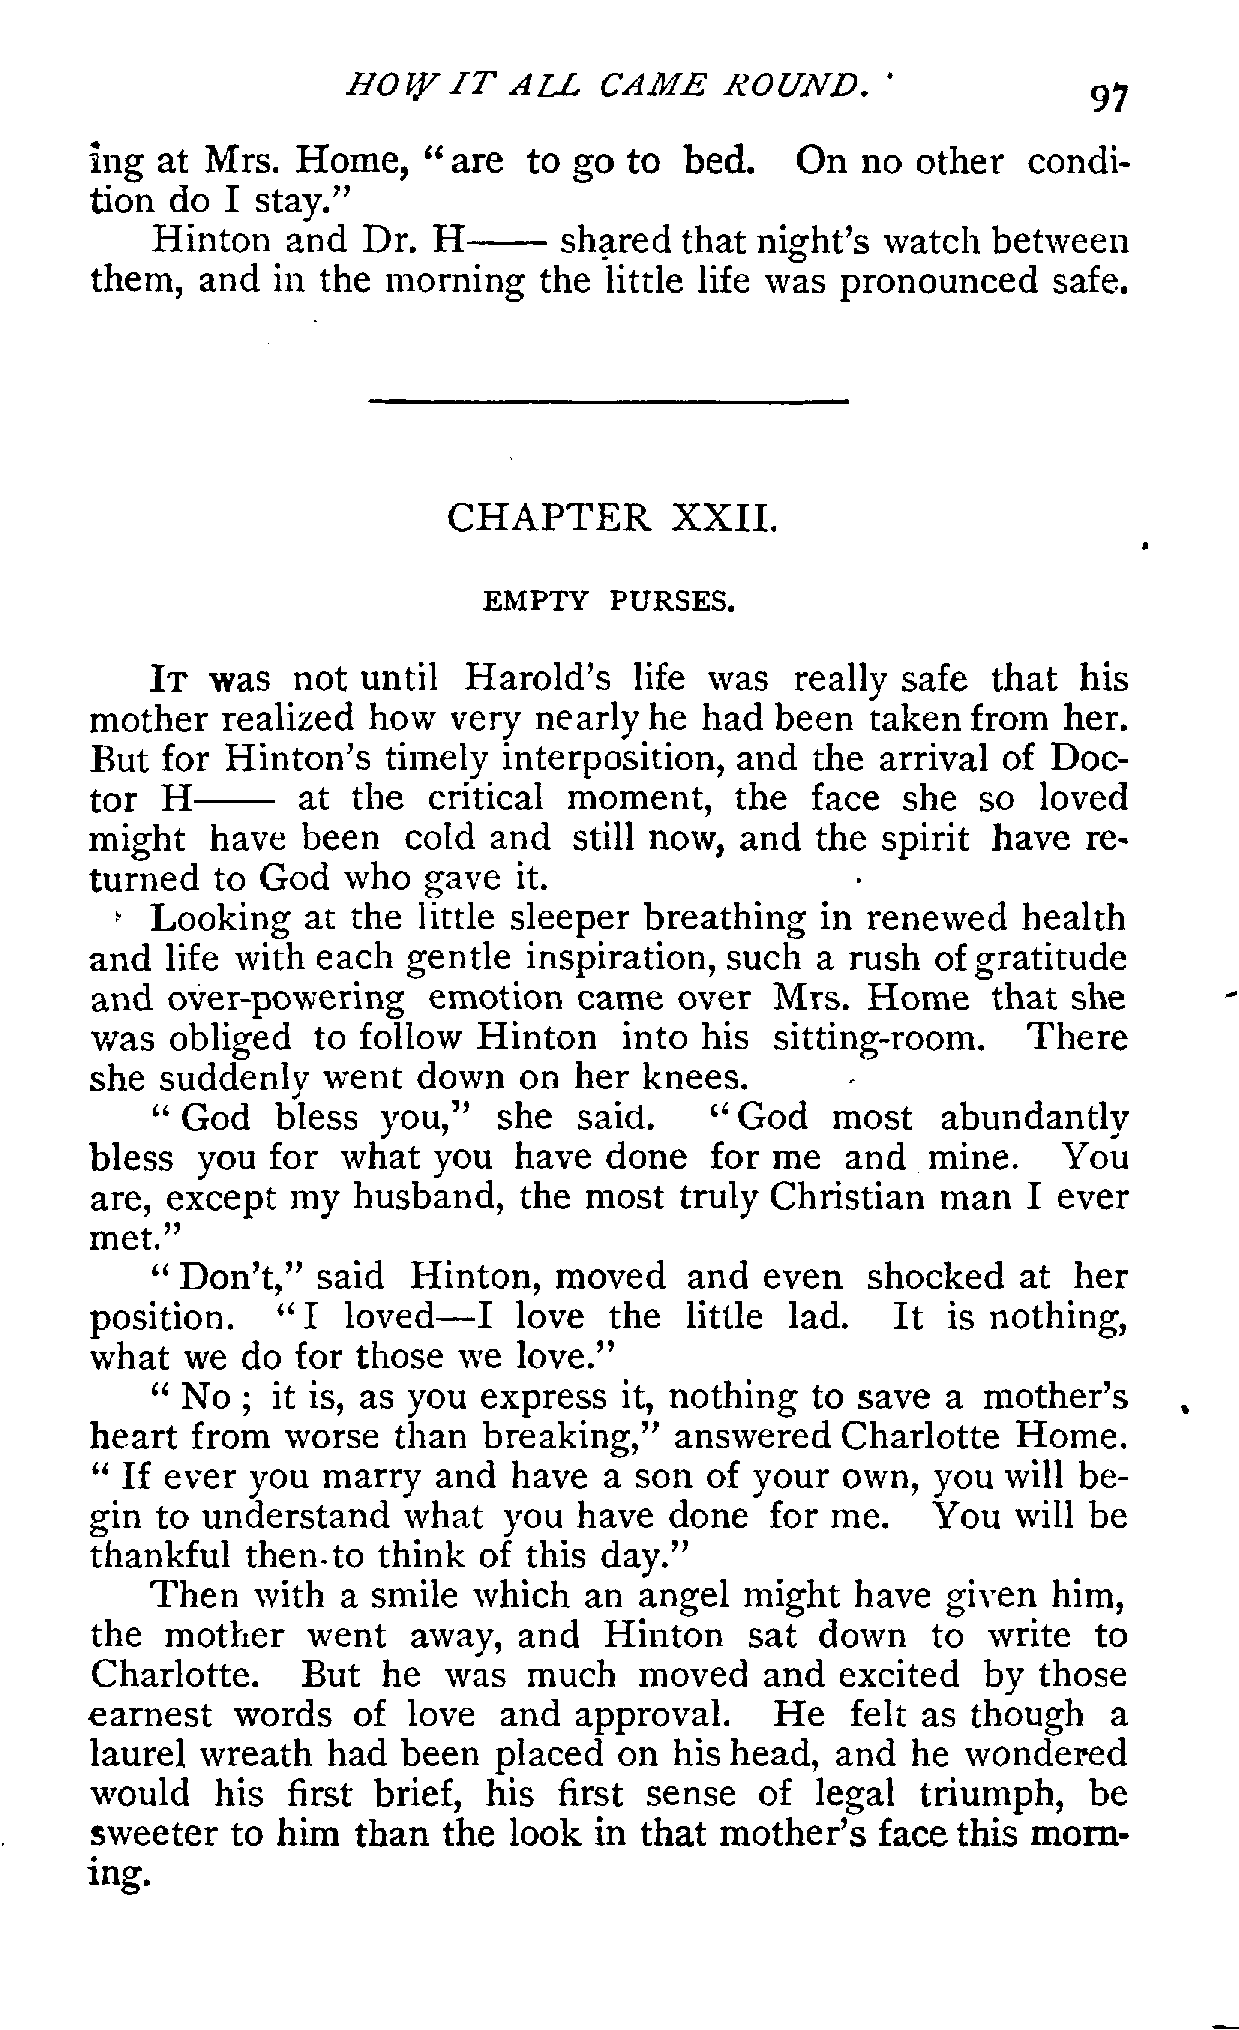 HOW IT ALL CAME ROUND.
97
ing at Mrs. Home, "are to go to bed. On no other condi-
tion do I stay."
Hinton and Dr. H—— shared that night's watch between
them, and in the morning the little life was pronounced safe.
CHAPTER XXII.
EMPTY PURSES.
IT was not until Harold's life was really safe that his
mother realized how very nearly he had been taken from her.
But for Hinton's timely interposition, and the arrival of Doc-
tor H—— at the critical moment, the face she so loved
might have been cold and still now, and the spirit have re-
turned to God who gave it.
Looking at the little sleeper breathing in renewed health
and life with each gentle inspiration, such a rush of gratitude
and over-powering emotion came over Mrs. Home that she
was obliged to follow Hinton into his sitting-room. There
she suddenly went down on her knees.
"God bless you," she said. "God most abundantly
bless you for what you have done for me and mine. You
are, except my husband, the most truly Christian man I ever
met."
"Don't," said Hinton, moved and even shocked at her
position. "I loved—I love the little lad. It is nothing,
what we do for those we love."
"No; it is, as you express it, nothing to save a mother's
heart from worse than breaking," answered Charlotte Home.
"If ever you marry and have a son of your own, you will be-
gin to understand what you have done for me. You will be
thankful then to think of this day."
Then with a smile which an angel might have given him,
the mother went away, and Hinton sat down to write to
Charlotte. But he was much moved and excited by those
earnest words of love and approval. He felt as though a
laurel wreath had been placed on his head, and he wondered
would his first brief, his first sense of legal triumph, be
sweeter to him than the look in that mother's face this morn-
ing.